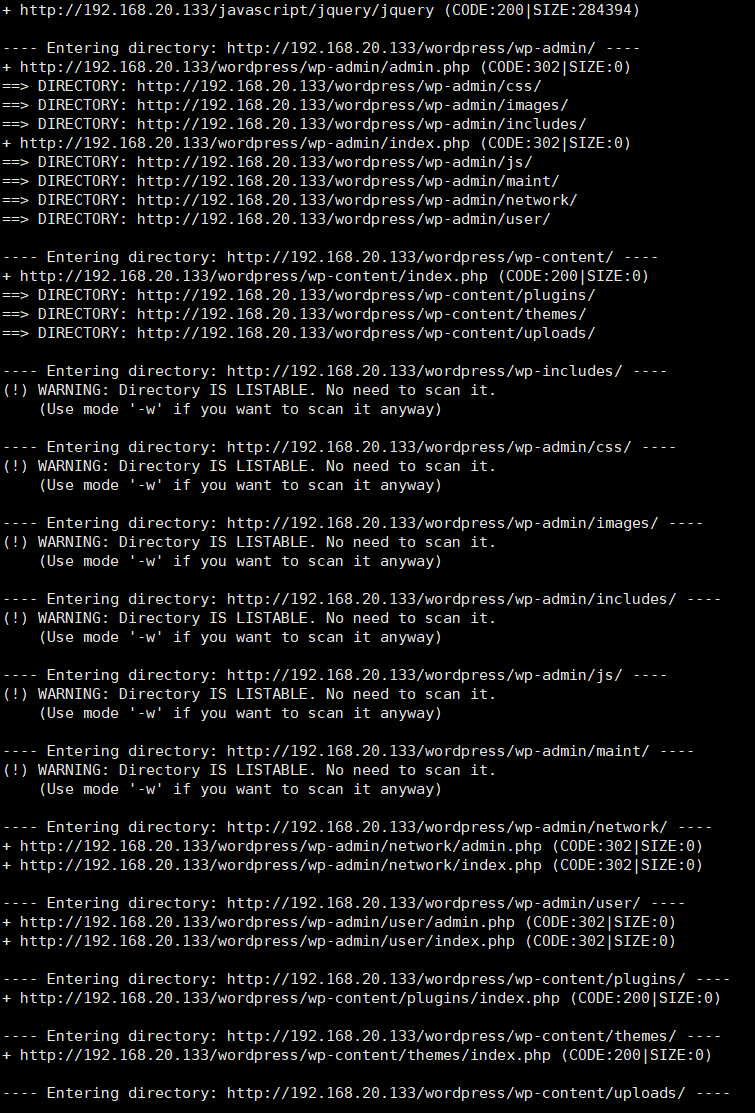 + http://192.168.20.133/javascript/jquery/jquery (CODE:200|SIZE:284394)
---- Entering directory: http://192.168.20.133/wordpress/wp-admin/ ----
+ http://192.168.20.133/wordpress/wp-admin/admin.php (CODE:302|SIZE:0)
==> DIRECTORY: http://192.168.20.133/wordpress/wp-admin/css/
==> DIRECTORY: http://192.168.20.133/wordpress/wp-admin/images/
==> DIRECTORY: http://192.168.20.133/wordpress/wp-admin/includes/
+ http://192.168.20.133/wordpress/wp-admin/index.php (CODE:302|SIZE:0)
==> DIRECTORY: http://192.168.20.133/wordpress/wp-admin/js/
==> DIRECTORY: http://192.168.20.133/wordpress/wp-admin/maint/
==> DIRECTORY: http://192.168.20.133/wordpress/wp-admin/network/
==> DIRECTORY: http://192.168.20.133/wordpress/wp-admin/user/
---- Entering directory: http://192.168.20.133/wordpress/wp-content/ ----
+ http://192.168.20.133/wordpress/wp-content/index.php (CODE:200|SIZE:0)
==> DIRECTORY: http://192.168.20.133/wordpress/wp-content/plugins/
==> DIRECTORY: http://192.168.20.133/wordpress/wp-content/themes/
==> DIRECTORY: http://192.168.20.133/wordpress/wp-content/uploads/
---- Entering directory: http://192.168.20.133/wordpress/wp-includes/ ----
(!) WARNING: Directory IS LISTABLE. No need to scan it.
(Use mode '-w' if you want to scan it anyway)
---- Entering directory: http://192.168.20.133/wordpress/wp-admin/css/ ----
(!) WARNING: Directory IS LISTABLE. No need to scan it.
(Use mode '-w' if you want to scan it anyway)
---- Entering directory: http://192.168.20.133/wordpress/wp-admin/images/ ----
(!) WARNING: Directory IS LISTABLE. No need to scan it.
(Use mode '-w' if you want to scan it anyway)
---- Entering directory: http://192.168.20.133/wordpress/wp-admin/includes/ ----
(!) WARNING: Directory IS LISTABLE. No need to scan it.
(Use mode '-w' if you want to scan it anyway)
---- Entering directory: http://192.168.20.133/wordpress/wp-admin/js/ ----
(!) WARNING: Directory IS LISTABLE. No need to scan it.
(Use mode '-w' if you want to scan it anyway)
---- Entering directory: http://192.168.20.133/wordpress/wp-admin/maint/ ----
(!) WARNING: Directory IS LISTABLE. No need to scan it.
(Use mode '-w' if you want to scan it anyway)
---- Entering directory: http://192.168.20.133/wordpress/wp-admin/network/ ----
+ http://192.168.20.133/wordpress/wp-admin/network/admin.php (CODE:302|SIZE:0)
+ http://192.168.20.133/wordpress/wp-admin/network/index.php (CODE:302|SIZE:0)
---- Entering directory: http://192.168.20.133/wordpress/wp-admin/user/ ----
+ http://192.168.20.133/wordpress/wp-admin/user/admin.php (CODE:302|SIZE:0)
+ http://192.168.20.133/wordpress/wp-admin/user/index.php (CODE:302|SIZE:0)
---- Entering directory: http://192.168.20.133/wordpress/wp-content/plugins/ ----
+ http://192.168.20.133/wordpress/wp-content/plugins/index.php (CODE:200|SIZE:0)
---- Entering directory: http://192.168.20.133/wordpress/wp-content/themes/ ----
+ http://192.168.20.133/wordpress/wp-content/themes/index.php (CODE:200|SIZE:0)
---- Entering directory: http://192.168.20.133/wordpress/wp-content/uploads/ ----